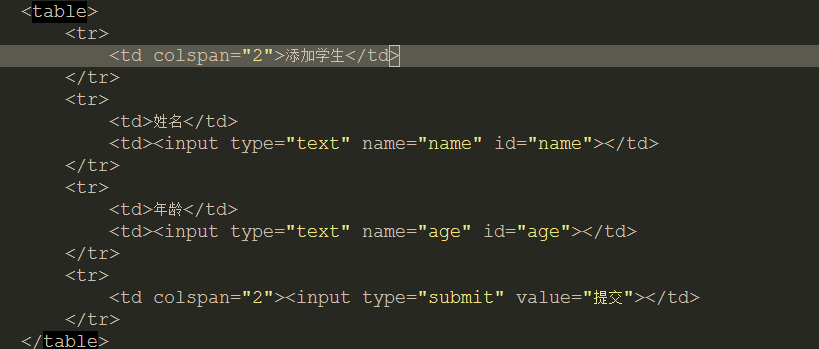 <table>
<tr>
<td colspan="2">添加学生</td>
</tr>
<tr>
<td>姓名</td>
<td><input type="text" name="name" id="name"></td>
</tr>
<tr>
<td>年龄</td>
<td><input type="text" name="age" id="age"></td>
</tr>
<tr>
<td colspan="2"><input type="submit" value="提交"></td>
</tr>
</table>